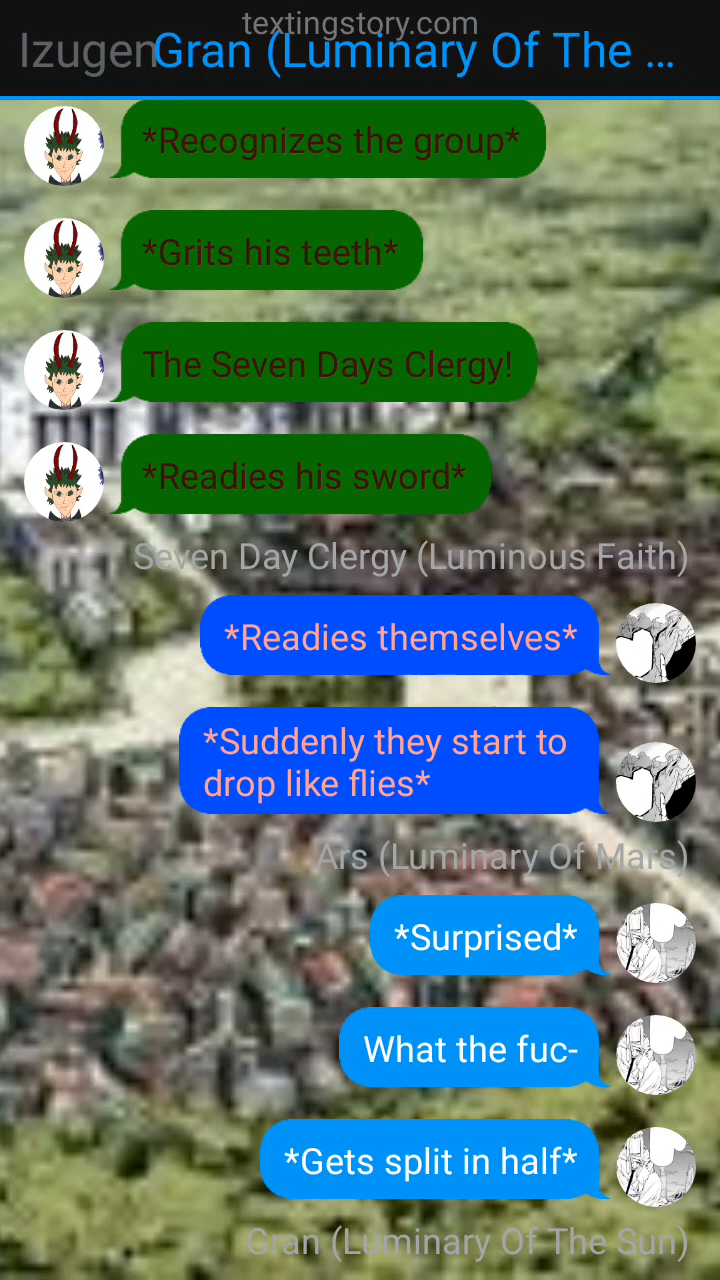 textingstory.com
Izugen
Gran (Luminary Of The ...
*Recognizes the group*
*Grits his teeth*
The Seven Days Clergy!
*Readies his sword*
Seven Day Clergy (Luminous Faith)
*Readies themselves*
*Suddenly they start to
drop like flies*
Ars (Luminary Of Mars)
*Surprised*
What the fuc-
*Gets split in half*
Gran (Luminary Of The Sun)